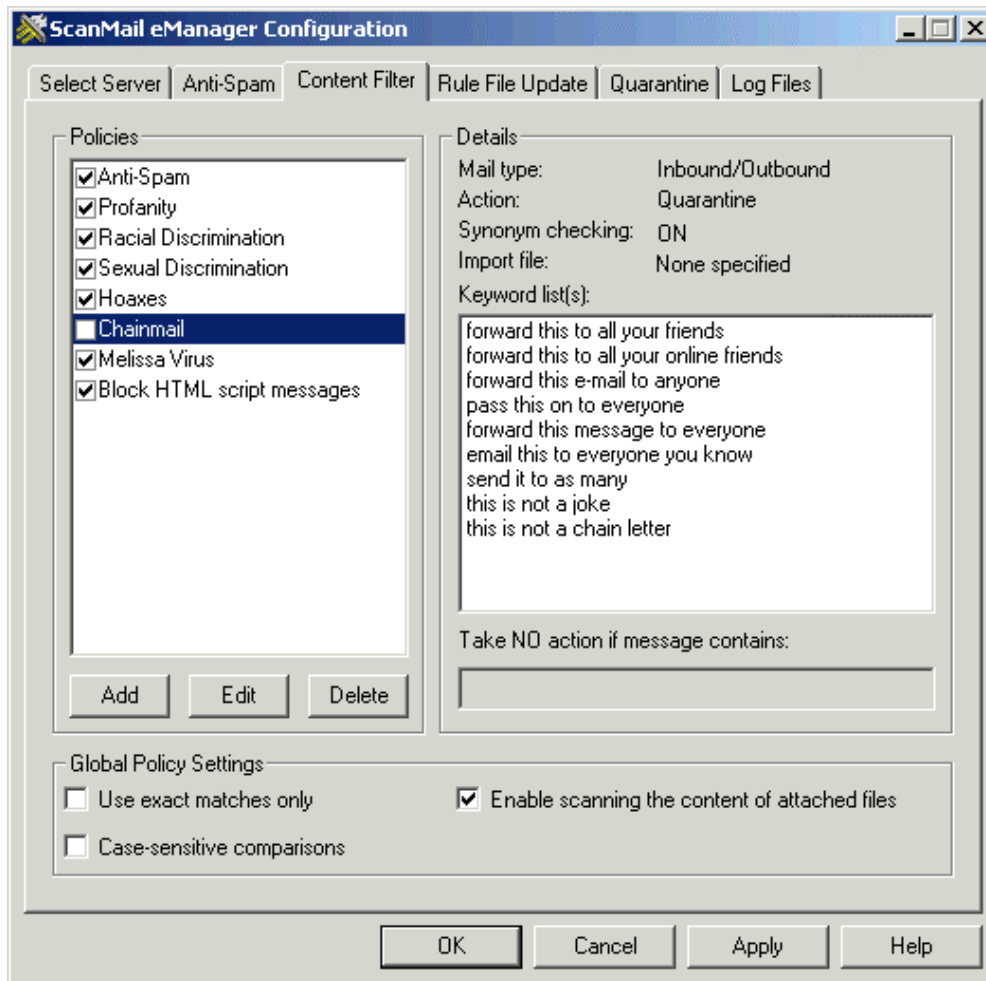 ScanMail eManager Configuration
Select Server Anti-Spam Content Filter Rule File Update Quarantine Log Files
Policies
Anti-Spam
Profanity
Racial Discrimination
Sexual Discrimination
Hoaxes
Chainmail
Melissa Virus
Block HTML script messages
Add Edit Delete
Details
Mail type: Inbound/Outbound
Action: Quarantine
Synonym checking: ON
Import file: None specified
Keyword list(s):
forward this to all your friends
forward this to all your online friends
forward this e-mail to anyone
pass this on to everyone
forward this message to everyone
email this to everyone you know
send it to as many
this is not a joke
this is not a chain letter
Take NO action if message contains:
Global Policy Settings
Use exact matches only
Enable scanning the content of attached files
Case-sensitive comparisons
OK Cancel Apply Help